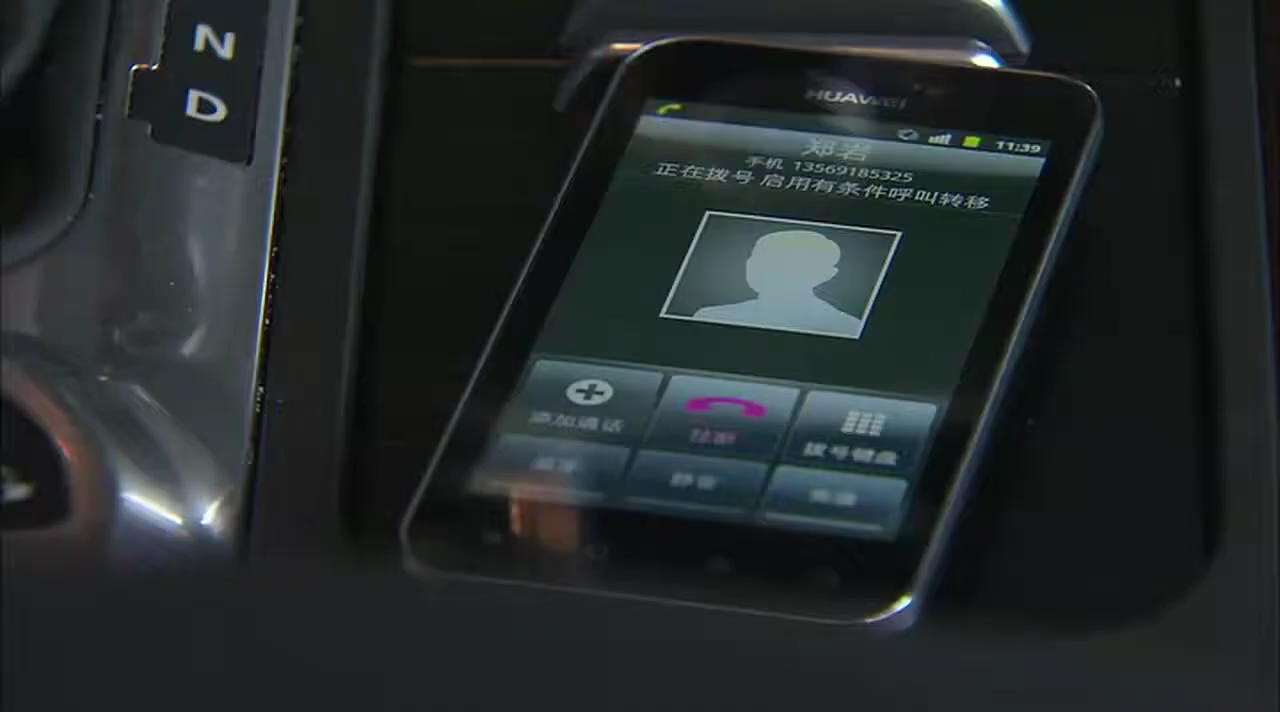 N
D
HUAWEI
11:39
郑岩
手机 13569185325
正在拨号 启用有条件呼叫转移
添加通话
挂断
拨号键盘
静音